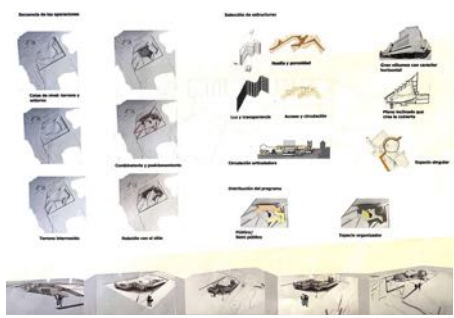 Secuencia de las operaciones
Cotas de nivel: terreno y
entorno
Combinatoria y posicionamiento
Terreno intervenido
Relación con el sitio
Selección de estructuras
Huella y porosidad
Gran volumen con carácter
horizontal
Luz y transparencia
Acceso y circulación
Plano inclinado que
crea la cubierta
Circulación articuladora
Espacio singular
Distribución del programa
Público/
Semi público
Espacio organizador